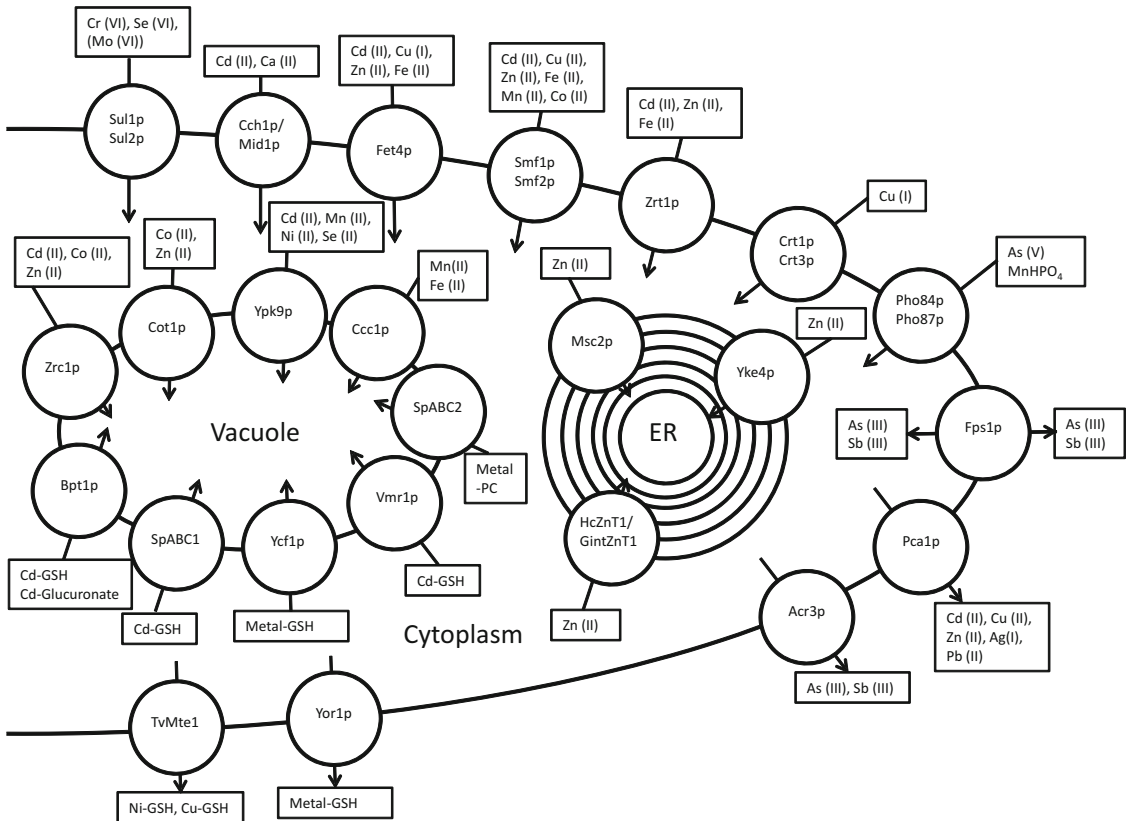 Cr (VI), Se (VI),
(Mo (VI))
Cd (II), Ca (II)
Cd (II), Cu (I),
Zn (II), Fe (II)
Cd (II), Cu (II),
Zn (II), Fe (II),
Mn (II), Co (II)
Cd (II), Zn (II),
Fe (II)
Sul1p
Sul2p
Cch1p/
Mid1p
Fet4p
Smf1p
Smf2p
Zrt1p
Cu (I)
Crt1p
Crt3p
As (V)
MnHPO₄
Pho84p
Pho87p
Cd (II), Co (II),
Zn (II)
Co (II),
Zn (II)
Cd (II), Mn (II),
Ni (II), Se (II)
Mn(II)
Fe (II)
Zn (II)
Zn (II)
Zrc1p
Cot1p
Ypk9p
Ccc1p
Msc2p
Yke4p
SpABC2
Vacuole
ER
As (III)
Sb (III)
Fps1p
As (III)
Sb (III)
Metal
-PC
Bpt1p
SpABC1
Ycf1p
Vmr1p
HcZnT1/
GintZnT1
Pca1p
Cd-GSH
Cd-Glucuronate
Cd-GSH
Metal-GSH
Cd-GSH
Zn (II)
Cytoplasm
Acr3p
Cd (II), Cu (II),
Zn (II), Ag(I),
Pb (II)
As (III), Sb (III)
TvMte1
Yor1p
Ni-GSH, Cu-GSH
Metal-GSH